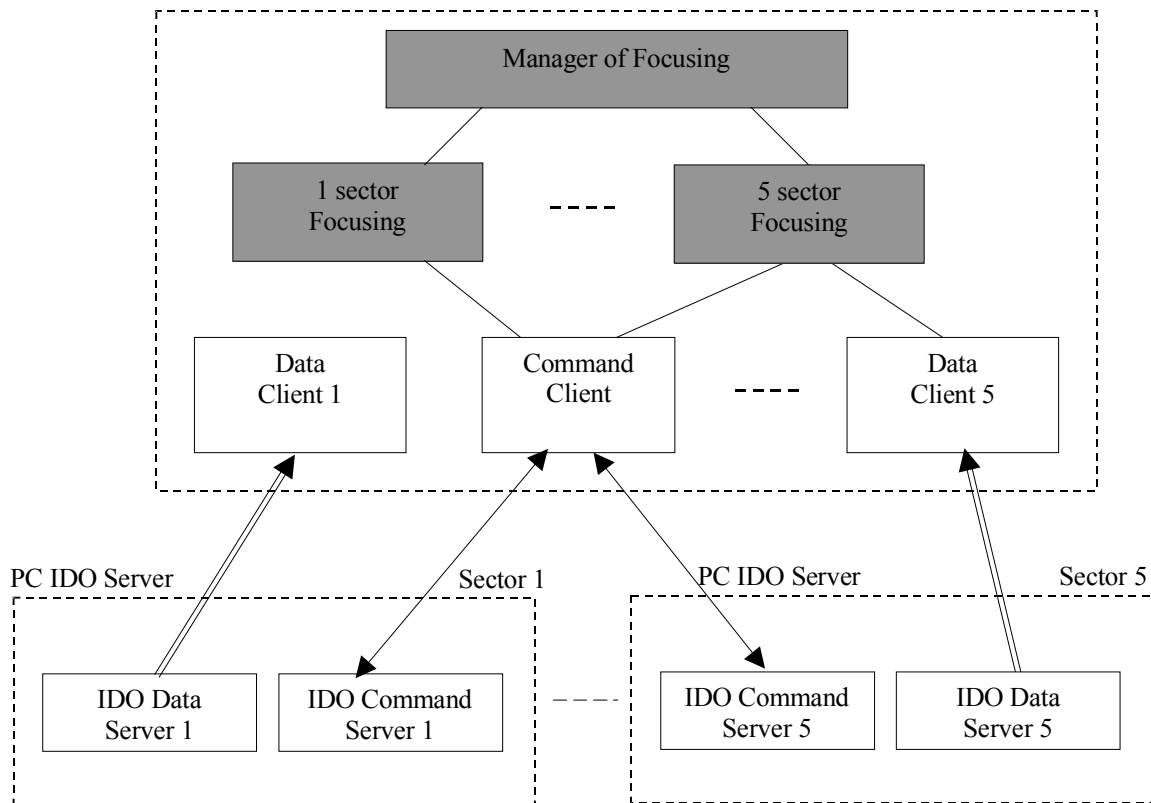 Manager of Focusing
1 sector
Focusing
5 sector
Focusing
Data
Client 1
Command
Client
Data
Client 5
PC IDO Server
Sector 1
PC IDO Server
Sector 5
IDO Data
Server 1
IDO Command
Server 1
IDO Command
Server 5
IDO Data
Server 5